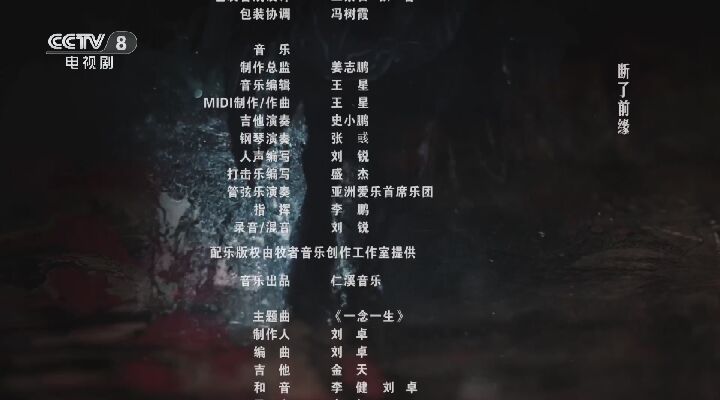 包装协调 冯树霞
CCTV 8
电视剧
音 乐
制作总监 姜志鹏
音乐编辑 王 星
MIDI制作/作曲 王 星
吉他演奏 史小鹏
钢琴演奏 张 彧
人声编写 刘 锐
打击乐编写 盛 杰
管弦乐演奏 亚洲爱乐首席乐团
指 挥 李 鹏
录音/混音 刘 锐
配乐版权由牧者音乐创作工作室提供
音乐出品 仁溪音乐
主题曲 《一念一生》
制作人 刘 卓
编 曲 刘 卓
吉 他 金 天
和 音 李 健 刘 卓
断了前缘